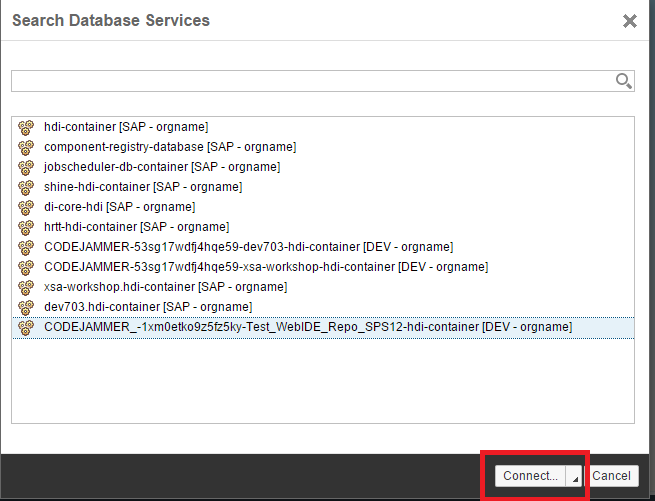 Search Database Services
hdi-container [SAP - orgname]
component-registry-database [SAP - orgname]
jobscheduler-db-container [SAP - orgname]
shine-hdi-container [SAP - orgname]
di-core-hdi [SAP - orgname]
hrtt-hdi-container [SAP - orgname]
CODEJAMMER-53sg17wdfj4hqe59-dev703-hdi-container [DEV - orgname]
CODEJAMMER-53sg17wdfj4hqe59-xsa-workshop-hdi-container [DEV - orgname]
xsa-workshop.hdi-container [SAP - orgname]
dev703.hdi-container [SAP - orgname]
CODEJAMMER_-1xm0etko9z5fz5ky-Test_WebIDE_Repo_SPS12-hdi-container [DEV - orgname]
Connect... Cancel